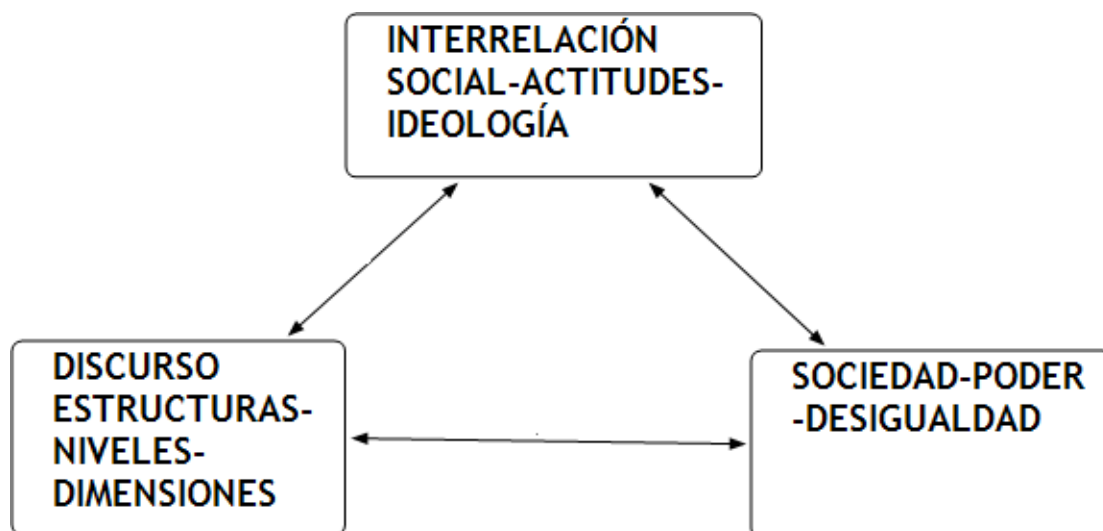 INTERRELACIÓN
SOCIAL-ACTITUDES-
IDEOLOGÍA
DISCURSO
ESTRUCTURAS-
NIVELES-
DIMENSIONES
SOCIEDAD-PODER
-DESIGUALDAD